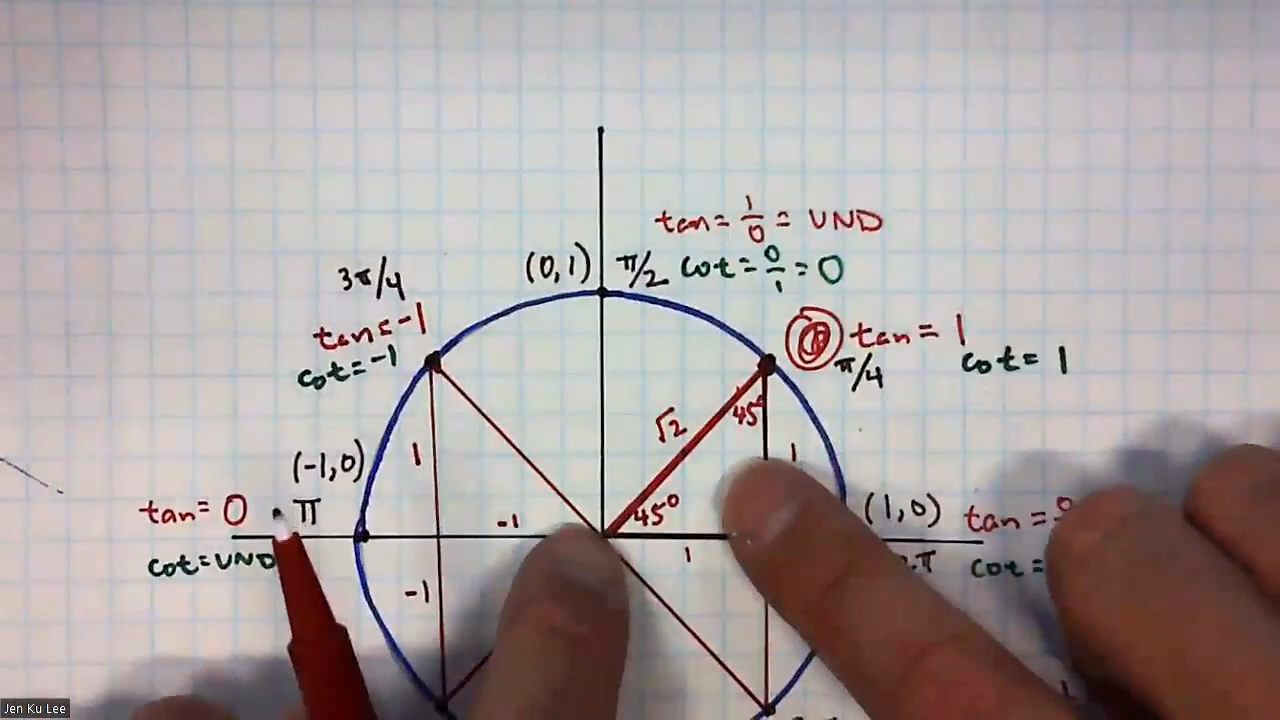 tan = 1/0 = UND
(0,1) π/2 cot = 0/1 = 0
3π/4
tan = -1
cot = -1
tan = 1
π/4 cot = 1
√2 45°
1 1
(-1,0)
tan = 0 π
-1 45°
(1,0) tan =
cot = UND
1
cot =
-1
Jen Ku Lee